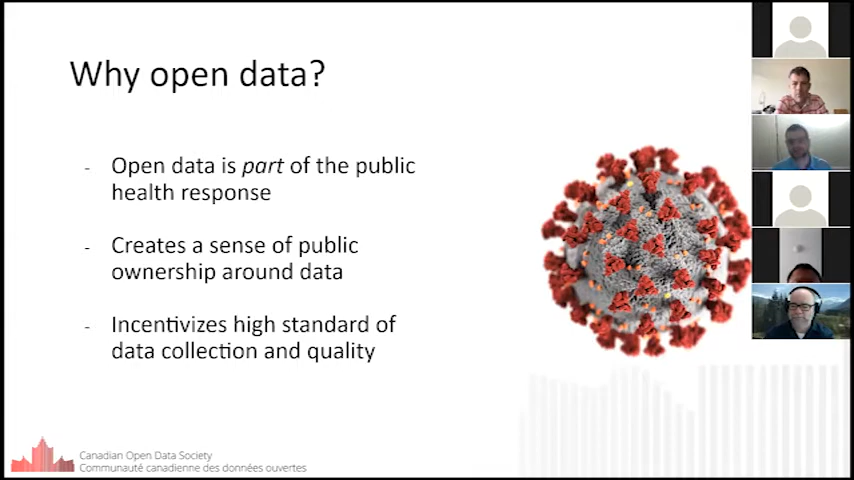 Why open data?
- Open data is part of the public
health response
- Creates a sense of public
ownership around data
- Incentivizes high standard of
data collection and quality
Canadian Open Data Society
Communauté canadienne des données ouvertes